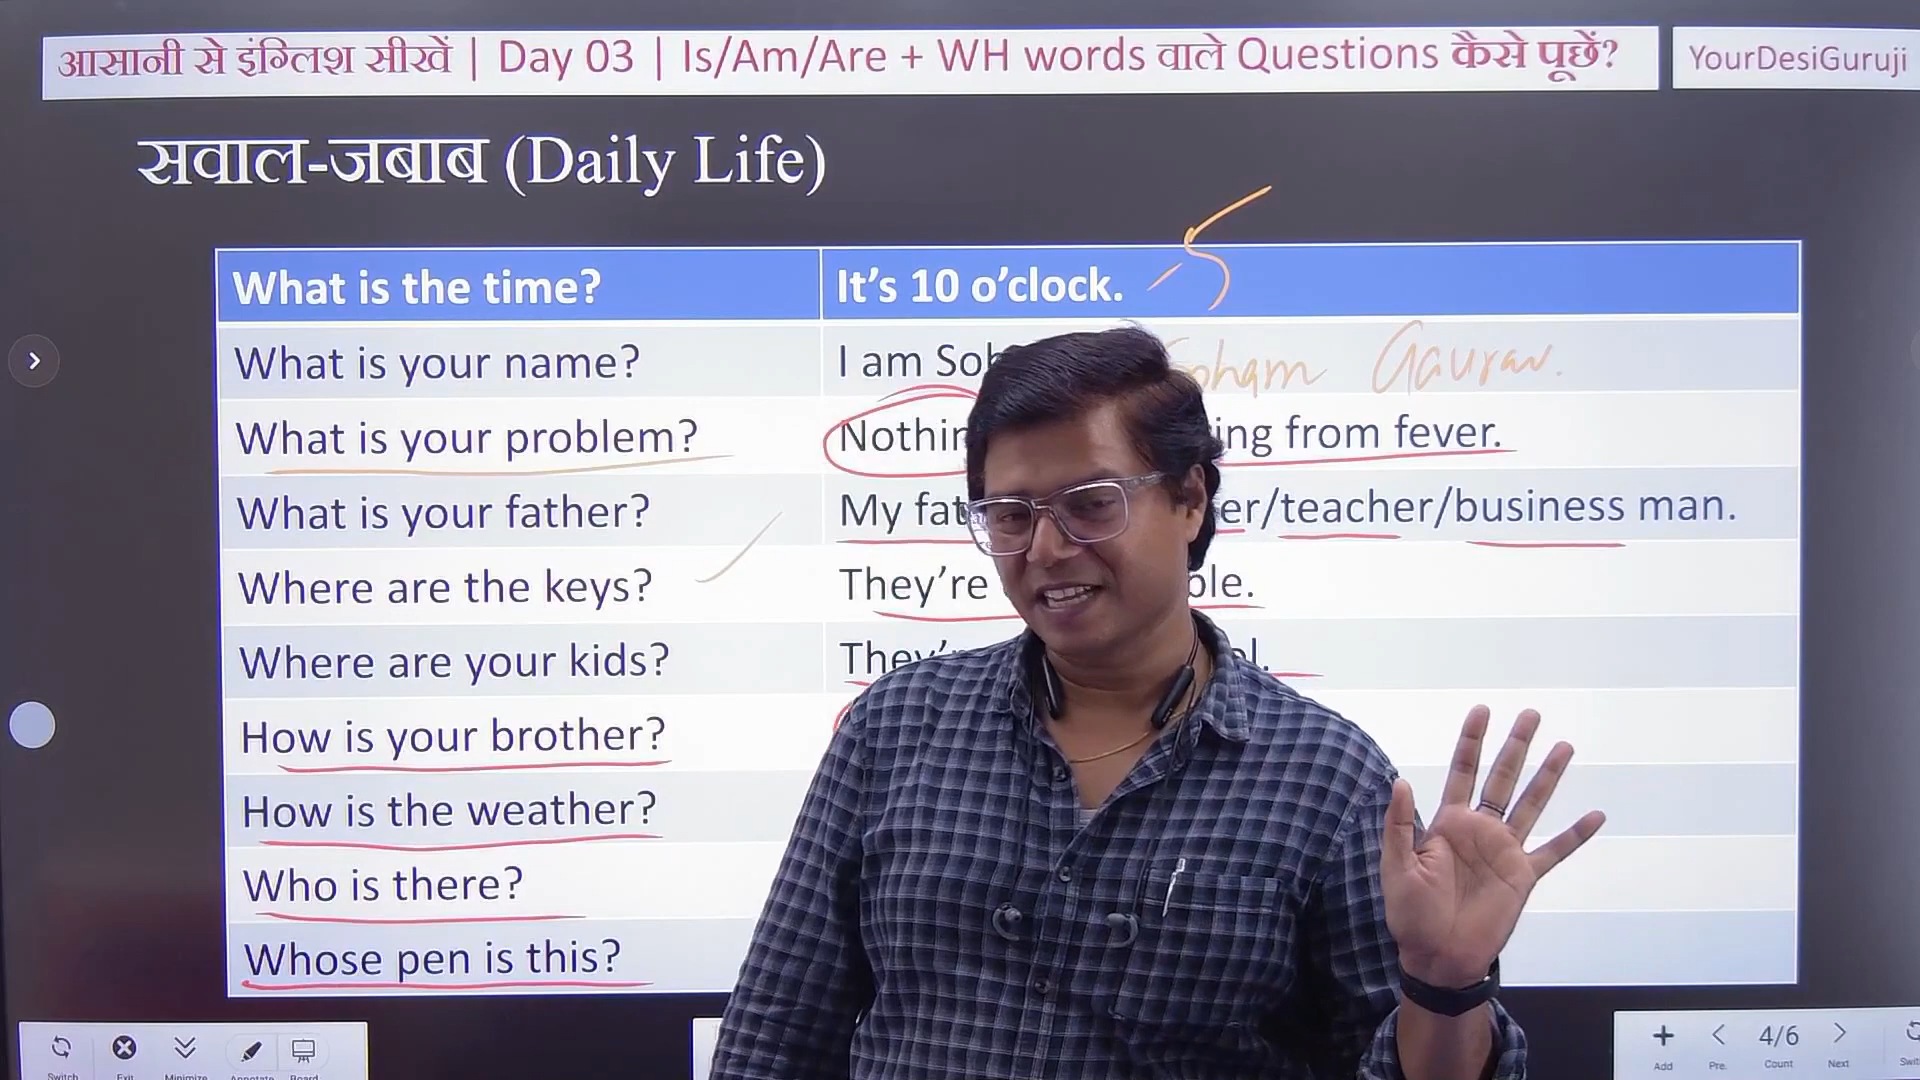 आसानी से इंग्लिश सीखें | Day 03 | Is/Am/Are + WH words वाले Questions कैसे पूछें?
YourDesiGuruji
सवाल-जबाब (Daily Life)
What is the time? It’s 10 o’clock.
What is your name? I am Soham Gaurav.
What is your problem? from fever.
What is your father? My /teacher/business man.
Where are the keys? They’re
Where are your kids?
How is your brother?
How is the weather?
Who is there?
Whose pen is this?
Switch Exit Minimize Annotate Board
Add Pre. 4/6 Count Next